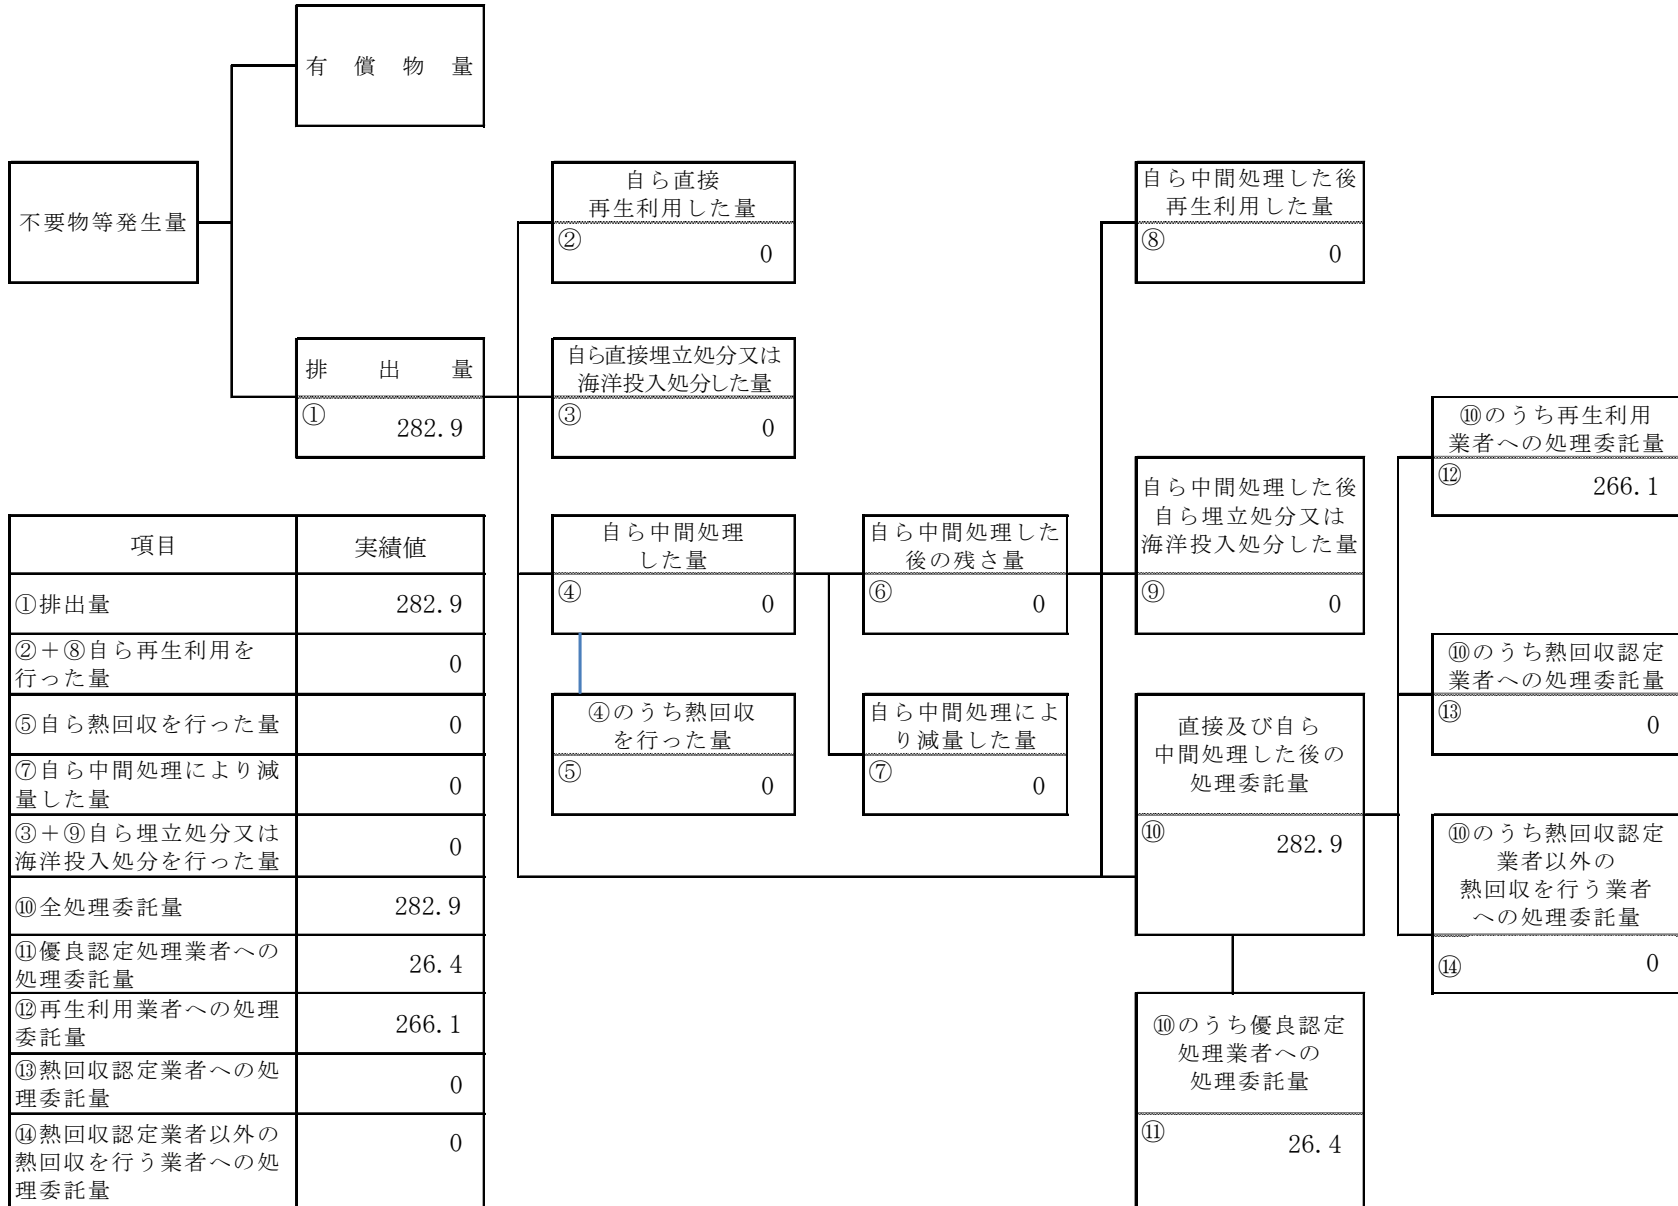 有償物量
不要物等発生量
排出量
① 282.9
自ら直接
再生利用した量
② 0
自ら直接埋立処分又は
海洋投入処分した量
③ 0
自ら中間処理
した量
④ 0
④のうち熱回収
を行った量
⑤ 0
自ら中間処理した
後の残さ量
⑥ 0
自ら中間処理によ
り減量した量
⑦ 0
自ら中間処理した後
再生利用した量
⑧ 0
自ら中間処理した後
自ら埋立処分又は
海洋投入処分した量
⑨ 0
直接及び自ら
中間処理した後の
処理委託量
⑩ 282.9
⑩のうち優良認定
処理業者への
処理委託量
⑪ 26.4
⑩のうち再生利用
業者への処理委託量
⑫ 266.1
⑩のうち熱回収認定
業者への処理委託量
⑬ 0
⑩のうち熱回収認定
業者以外の
熱回収を行う業者
への処理委託量
⑭ 0
項目 実績値
①排出量 282.9
②+⑧自ら再生利用を
行った量 0
⑤自ら熱回収を行った量 0
⑦自ら中間処理により減
量した量 0
③+⑨自ら埋立処分又は
海洋投入処分を行った量 0
⑩全処理委託量 282.9
⑪優良認定処理業者への
処理委託量 26.4
⑫再生利用業者への処理
委託量 266.1
⑬熱回収認定業者への処
理委託量 0
⑭熱回収認定業者以外の
熱回収を行う業者への処
理委託量 0